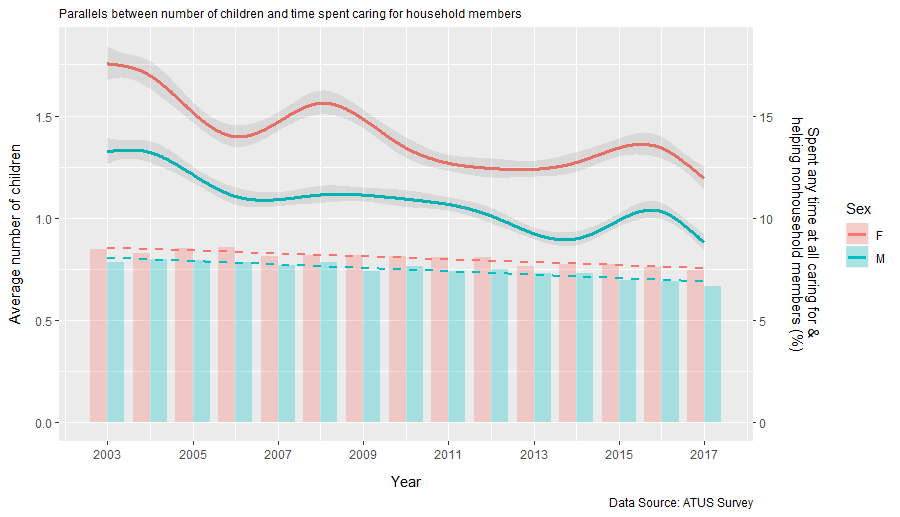 Parallels between number of children and time spent caring for household members
Average number of children
1.5
1.0
0.5
0.0
15
10
5
0
Spent any time at all caring for &
helping nonhousehold members (%)
Sex
F
M
2003
2005
2007
2009
2011
2013
2015
2017
Year
Data Source: ATUS Survey